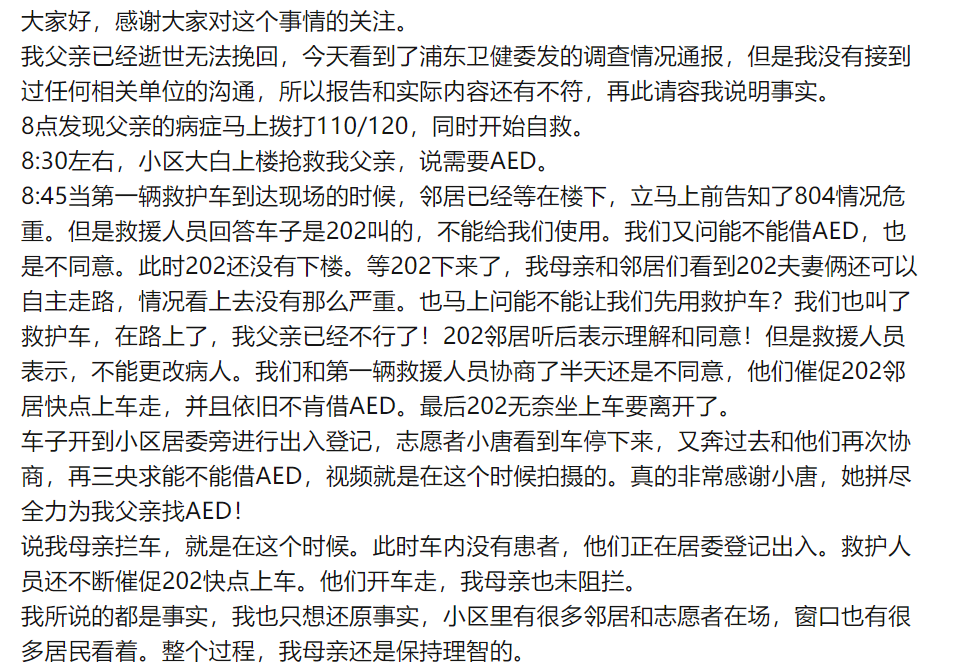 大家好，感谢大家对这个事情的关注。
我父亲已经逝世无法挽回，今天看到了浦东卫健委发的调查情况通报，但是我没有接到
过任何相关单位的沟通，所以报告和实际内容还有不符，再此请容我说明事实。
8点发现父亲的病症马上拨打110/120，同时开始自救。
8:30左右，小区大白上楼抢救我父亲，说需要AED。
8:45当第一辆救护车到达现场的时候，邻居已经等在楼下，立马上前告知了804情况危
重。但是救援人员回答车子是202叫的，不能给我们使用。我们又问能不能借AED，也
是不同意。此时202还没有下楼。等202下来了，我母亲和邻居们看到202夫妻俩还可以
自主走路，情况看上去没有那么严重。也马上问能不能让我们先用救护车？我们也叫了
救护车，在路上了，我父亲已经不行了！202邻居听后表示理解和同意！但是救援人员
表示，不能更改病人。我们和第一辆救援人员协商了半天还是不同意，他们催促202邻
居快点上车走，并且依旧不肯借AED。最后202无奈坐上车要离开了。
车子开到小区居委旁进行出入登记，志愿者小唐看到车停下来，又奔过去和他们再次协
商，再三央求能不能借AED，视频就是在这个时候拍摄的。真的非常感谢小唐，她拼尽
全力为我父亲找AED！
说我母亲拦车，就是在这个时候。此时车内没有患者，他们正在居委登记出入。救护人
员还不断催促202快点上车。他们开车走，我母亲也未阻拦。
我所说的都是事实，我也只想还原事实，小区里有很多邻居和志愿者在场，窗口也有很
多居民看着。整个过程，我母亲还是保持理智的。